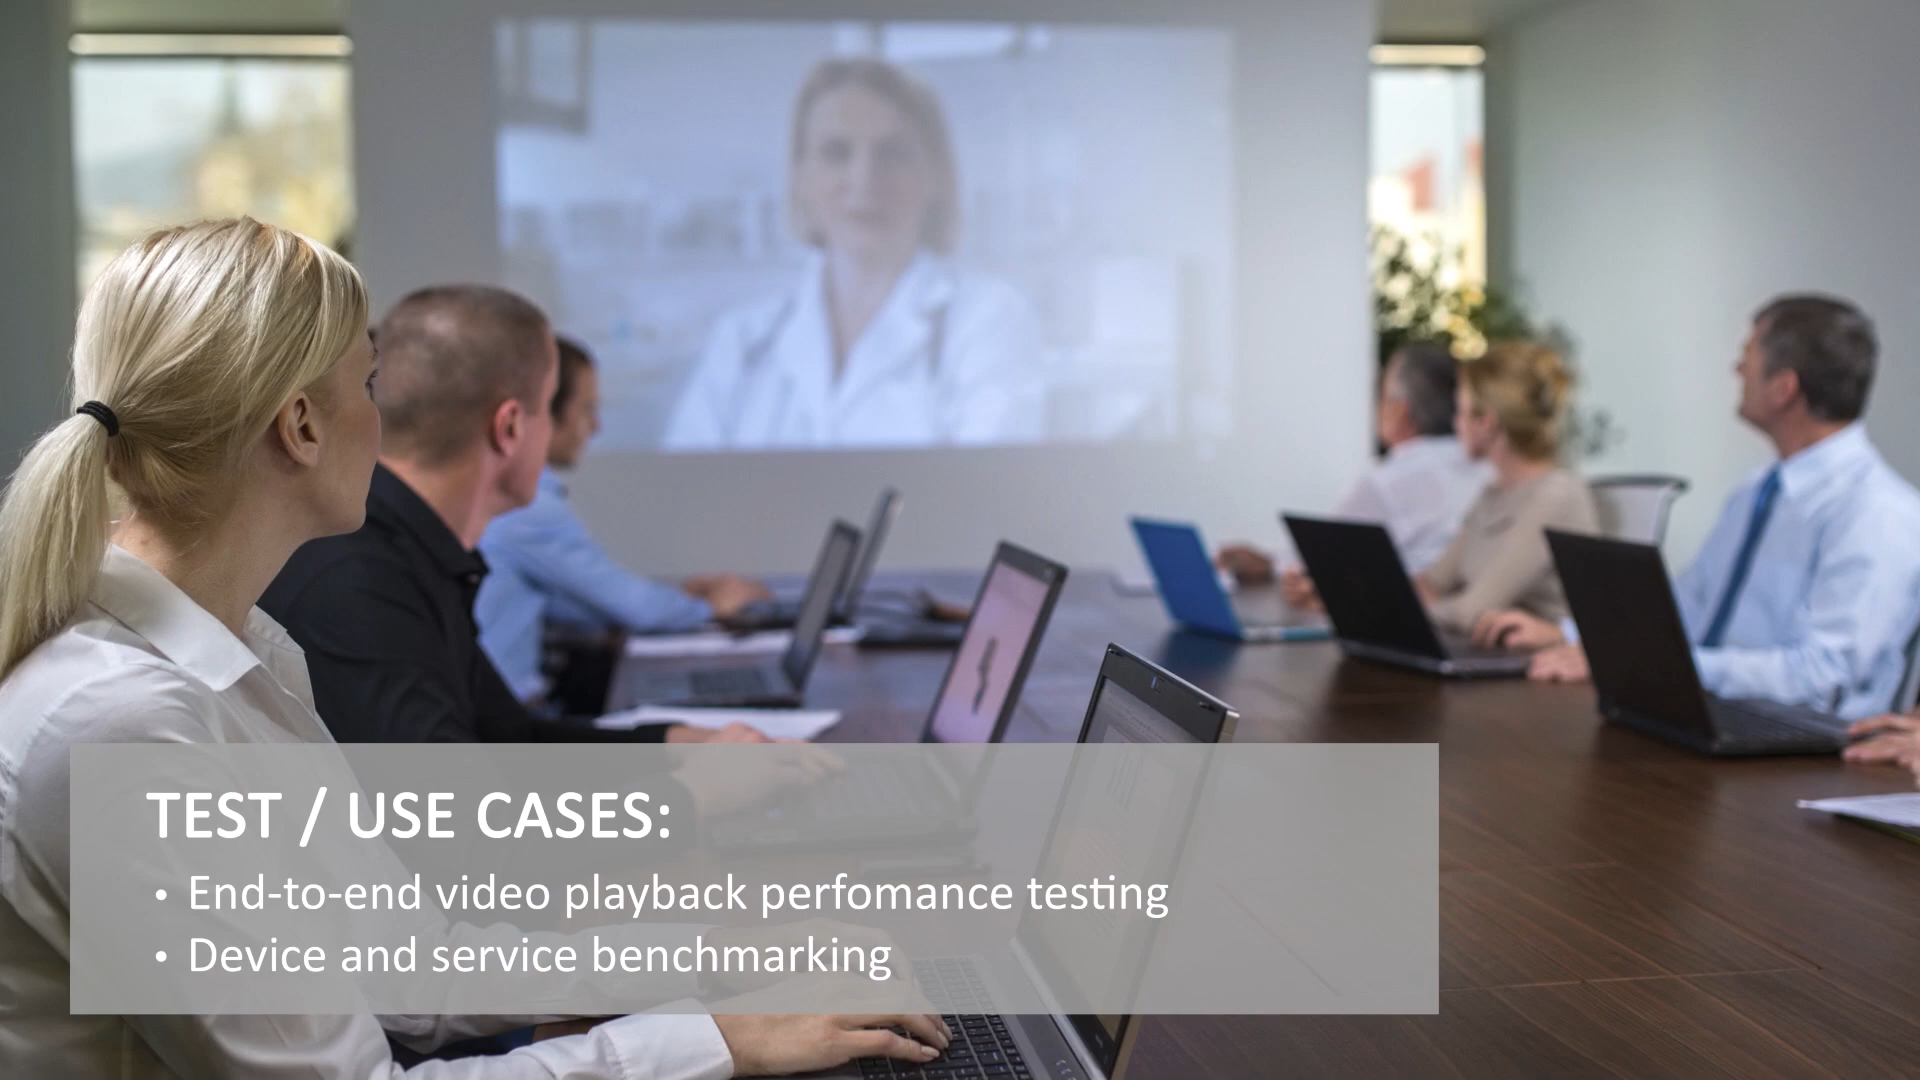 TEST / USE CASES:
• End-to-end video playback perfomance testing
• Device and service benchmarking